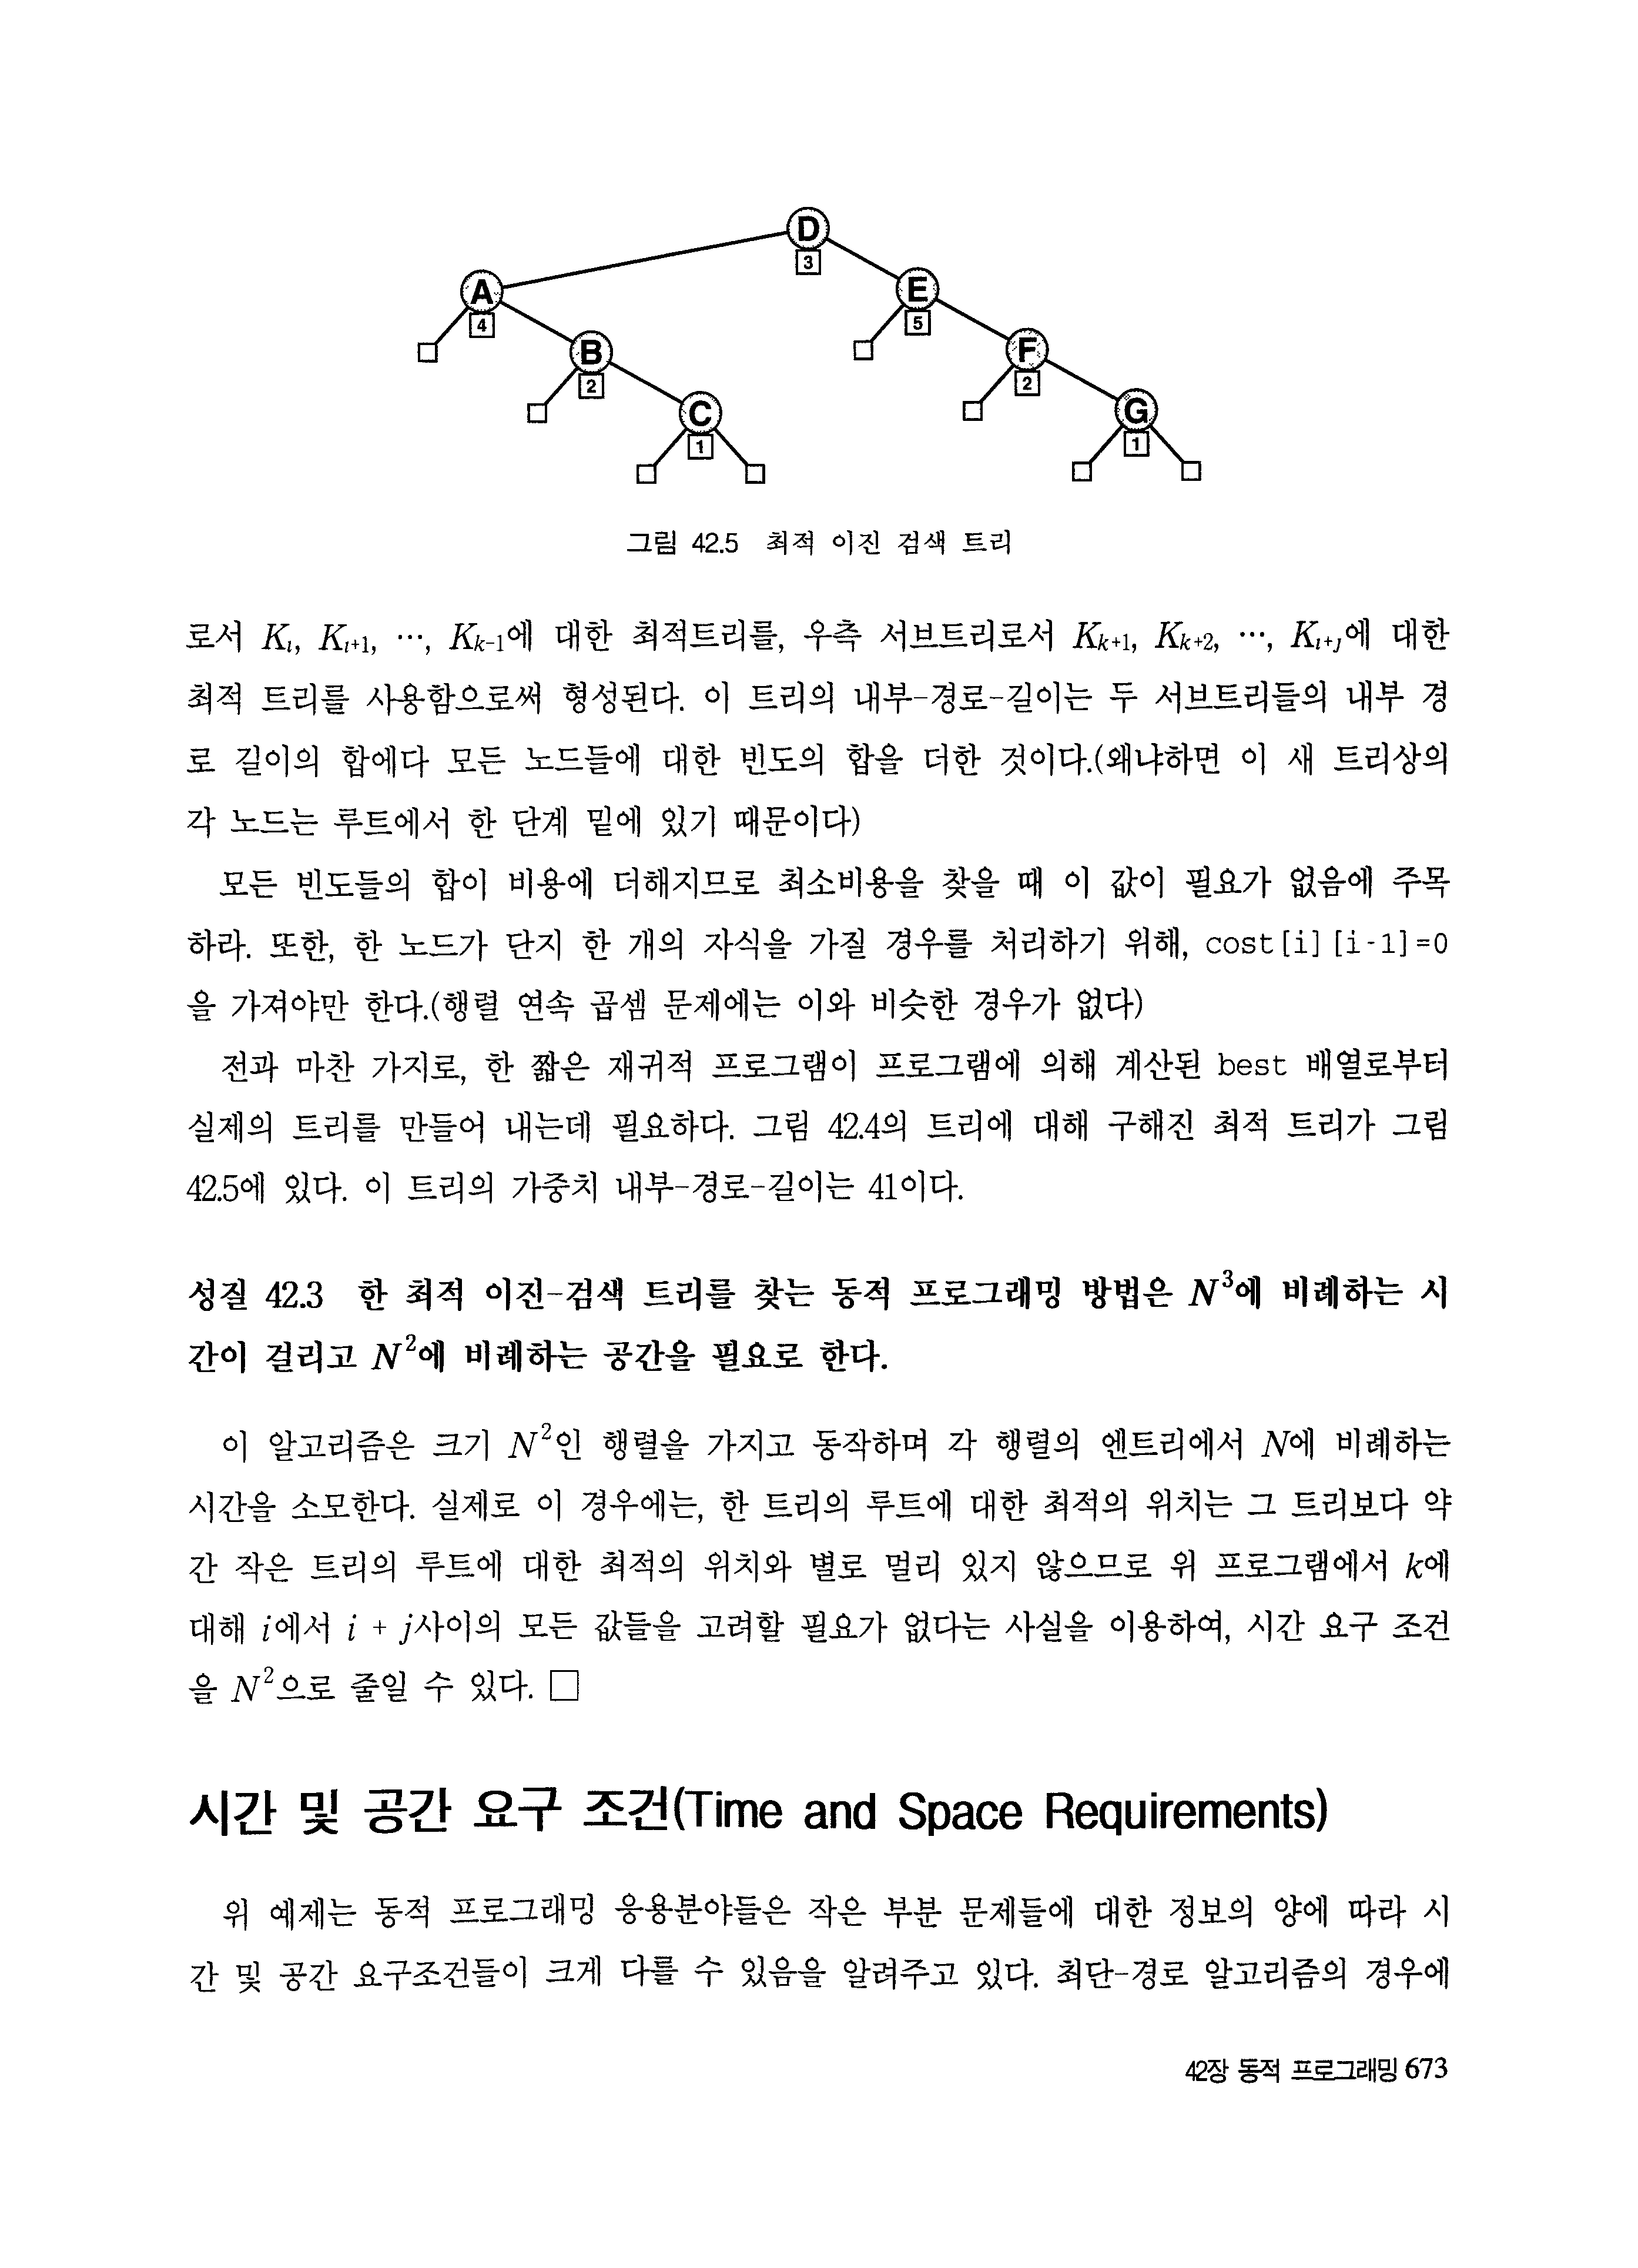 D
3
A
E
4
5
B
F
2
2
C
G
1
1
그림 42.5 최적 이진 검색 트리
로서 Kᵢ, Kᵢ₊₁, …, Kₖ₋₁에 대한 최적트리를, 우측 서브트리로서 Kₖ₊₁, Kₖ₊₂, …, Kᵢ₊ⱼ에 대한
최적 트리를 사용함으로써 형성된다. 이 트리의 내부-경로-길이는 두 서브트리들의 내부 경
로 길이의 합에다 모든 노드들에 대한 빈도의 합을 더한 것이다.(왜냐하면 이 새 트리상의
각 노드는 루트에서 한 단계 밑에 있기 때문이다)
모든 빈도들의 합이 비용에 더해지므로 최소비용을 찾을 때 이 값이 필요가 없음에 주목
하라. 또한, 한 노드가 단지 한 개의 자식을 가질 경우를 처리하기 위해, cost[i][i-1]=0
을 가져야만 한다.(행렬 연속 곱셈 문제에는 이와 비슷한 경우가 없다)
전과 마찬 가지로, 한 짧은 재귀적 프로그램이 프로그램에 의해 계산된 best 배열로부터
실제의 트리를 만들어 내는데 필요하다. 그림 42.4의 트리에 대해 구해진 최적 트리가 그림
42.5에 있다. 이 트리의 가중치 내부-경로-길이는 41이다.
성질 42.3 한 최적 이진-검색 트리를 찾는 동적 프로그래밍 방법은 N³에 비례하는 시
간이 걸리고 N²에 비례하는 공간을 필요로 한다.
이 알고리즘은 크기 N²인 행렬을 가지고 동작하며 각 행렬의 엔트리에서 N에 비례하는
시간을 소모한다. 실제로 이 경우에는, 한 트리의 루트에 대한 최적의 위치는 그 트리보다 약
간 작은 트리의 루트에 대한 최적의 위치와 별로 멀리 있지 않으므로 위 프로그램에서 k에
대해 i에서 i + j사이의 모든 값들을 고려할 필요가 없다는 사실을 이용하여, 시간 요구 조건
을 N²으로 줄일 수 있다. □
시간 및 공간 요구 조건(Time and Space Requirements)
위 예제는 동적 프로그래밍 응용분야들은 작은 부분 문제들에 대한 정보의 양에 따라 시
간 및 공간 요구조건들이 크게 다를 수 있음을 알려주고 있다. 최단-경로 알고리즘의 경우에
42장 동적 프로그래밍 673